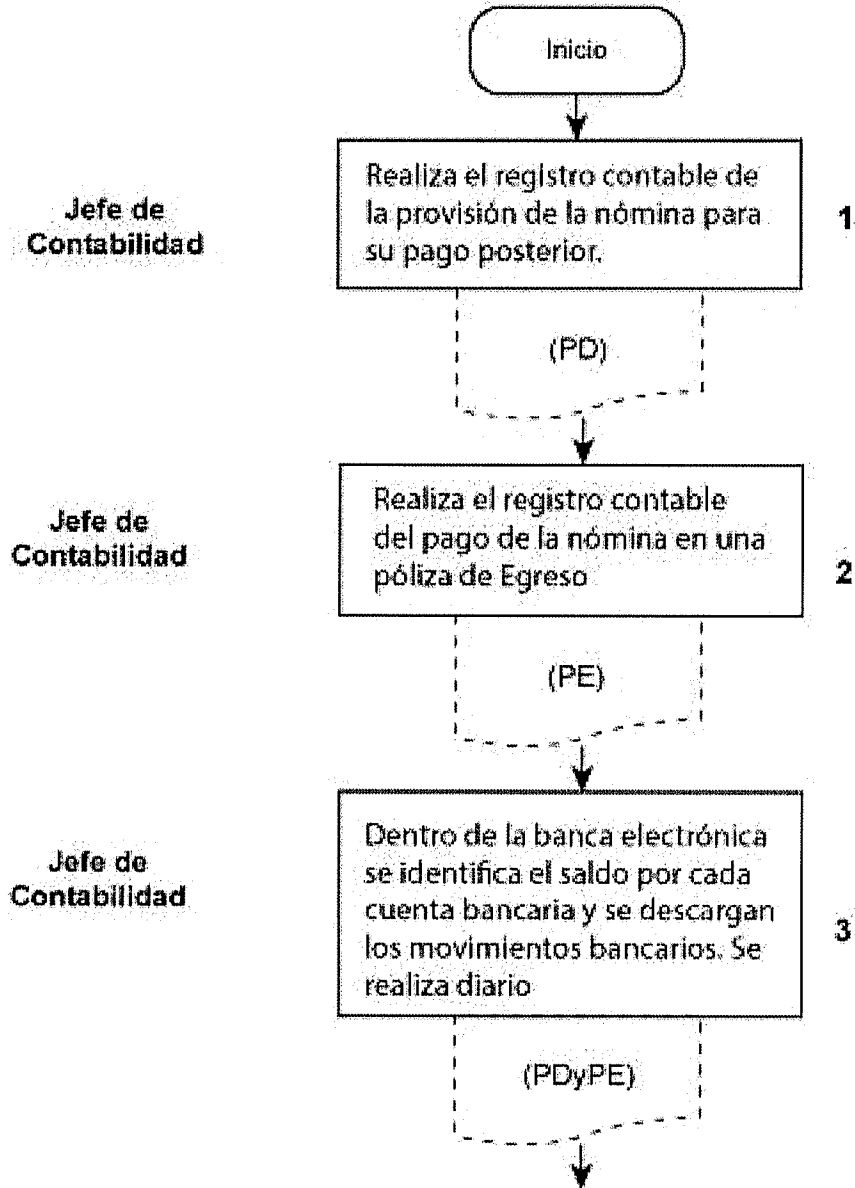 Inicio
Jefe de
Contabilidad
Realiza el registro contable de
la provisión de la nómina para
su pago posterior.
1
(PD)
Jefe de
Contabilidad
Realiza el registro contable
del pago de la nómina en una
póliza de Egreso
2
(PE)
Jefe de
Contabilidad
Dentro de la banca electrónica
se identifica el saldo por cada
cuenta bancaria y se descargan
los movimientos bancarios. Se
realiza diario
3
(PDyPE)